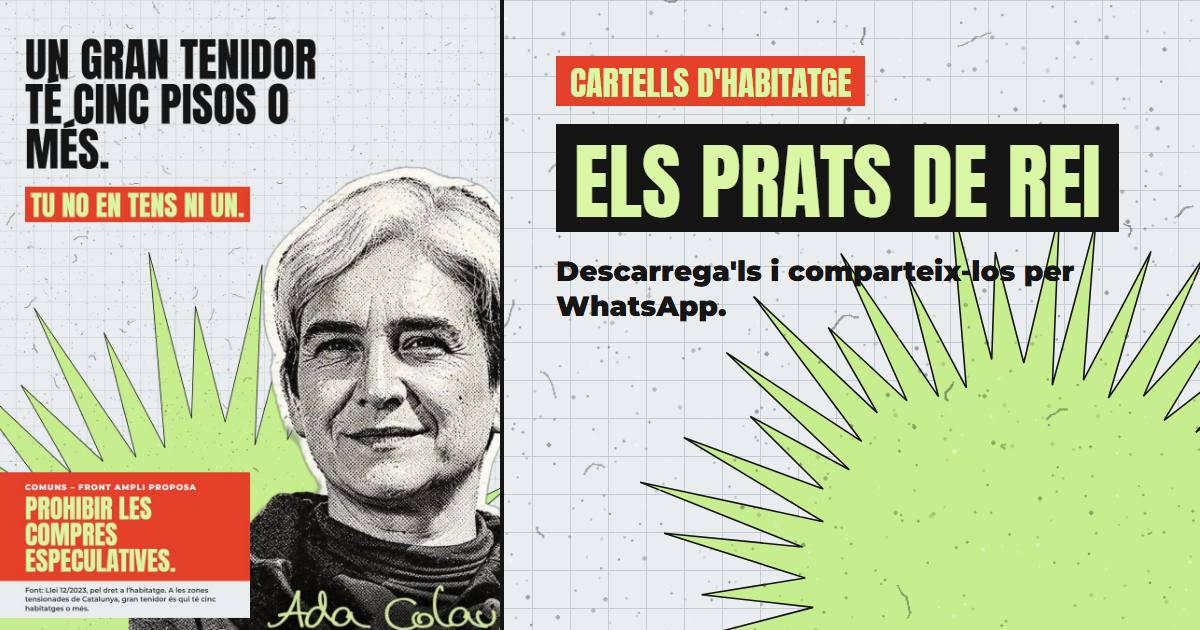 UN GRAN TENIDOR
TÉ CINC PISOS O
MÉS.
TU NO EN TENS NI UN.
COMUNS – FRONT AMPLI PROPOSA
PROHIBIR LES
COMPRES
ESPECULATIVES.
Font: Llei 12/2023, pel dret a l'habitatge. A les zones
tensionades de Catalunya, gran tenidor és qui té cinc
habitatges o més.
Ada Colau
CARTELLS D'HABITATGE
ELS PRATS DE REI
Descarrega'ls i comparteix-los per
WhatsApp.